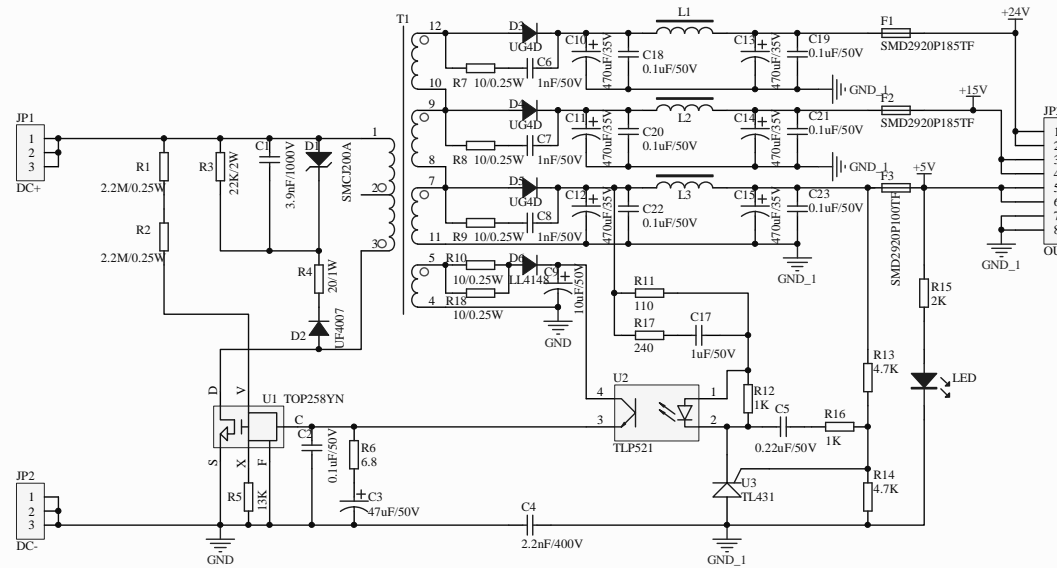 T1
12
10
9
8
7
11
5
4
D3
UG4D
C6
R7 10/0.25W 1nF/50V
C10
470uF/35V
C18
0.1uF/50V
L1
C13
470uF/35V
C19
0.1uF/50V
F1
SMD2920P185TF
+24V
GND_1
D4
UG4D
C7
R8 10/0.25W 1nF/50V
C11
470uF/35V
C20
0.1uF/50V
L2
C14
470uF/35V
C21
0.1uF/50V
F2
SMD2920P185TF
+15V
GND_1
D5
UG4D
C8
R9 10/0.25W 1nF/50V
C12
470uF/35V
C22
0.1uF/50V
L3
C15
470uF/35V
C23
0.1uF/50V
F3
SMD2920P100TF
+5V
GND_1
1
2
3
4
5
6
7
8
GND_1
JP1
1
2
3
DC+
R1
2.2M/0.25W
R2
2.2M/0.25W
R3
22K/2W
C1
3.9nF/1000V
D1
SMCJ200A
1
2
3
R4
20/1W
D2
UF4007
R10
10/0.25W
R18
10/0.25W
D6
LL4148
C9
10uF/50V
GND
R11
110
R17
240
C17
1uF/50V
R15
2K
LED
R13
4.7K
U2
4
3
1
2
TLP521
R12
1K
C5
0.22uF/50V
R16
1K
R14
4.7K
U3
TL431
D
V
U1 TOP258YN
C
S
X
F
C2
0.1uF/50V
R6
6.8
C3
47uF/50V
R5
13K
JP2
1
2
3
DC-
GND
C4
2.2nF/400V
GND_1